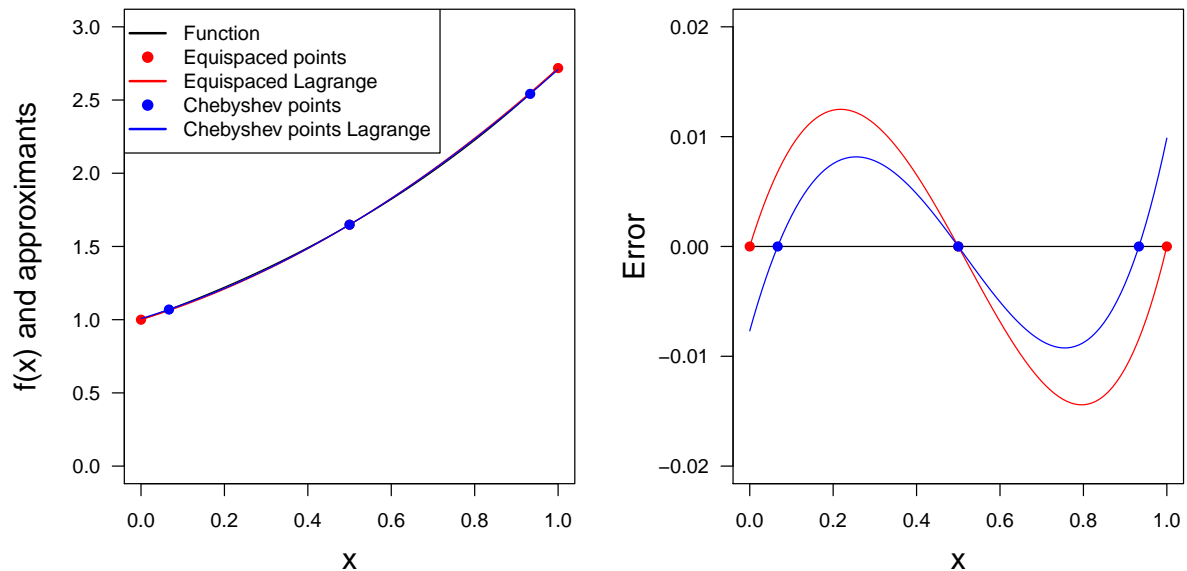 f(x) and approximants
3.0
2.5
2.0
1.5
1.0
0.5
0.0
Function
Equispaced points
Equispaced Lagrange
Chebyshev points
Chebyshev points Lagrange
0.0 0.2 0.4 0.6 0.8 1.0
x
Error
0.02
0.01
0.00
−0.01
−0.02
0.0 0.2 0.4 0.6 0.8 1.0
x